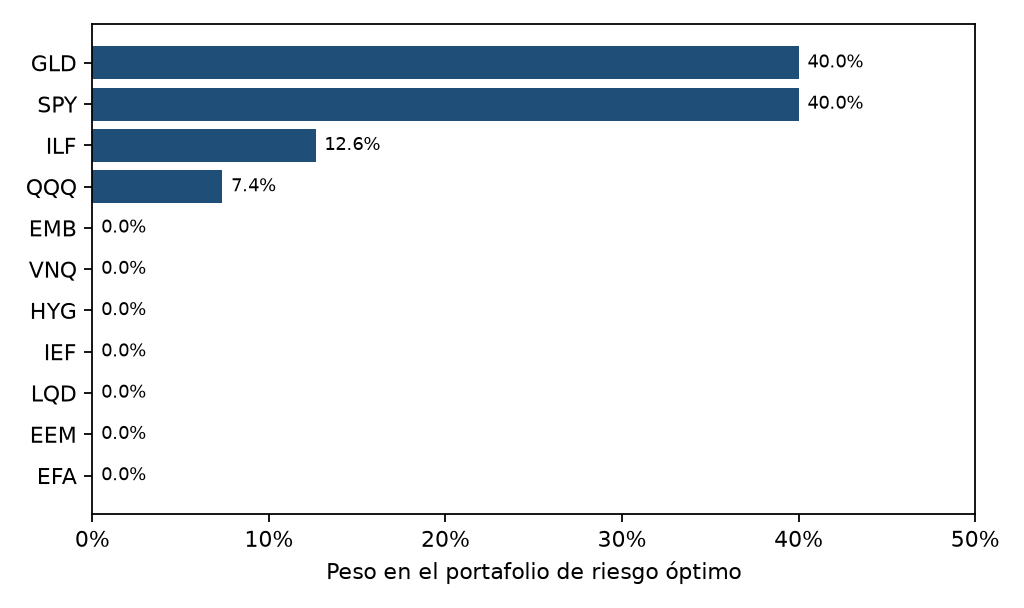 GLD 40.0%
SPY 40.0%
ILF 12.6%
QQQ 7.4%
EMB 0.0%
VNQ 0.0%
HYG 0.0%
IEF 0.0%
LQD 0.0%
EEM 0.0%
EFA 0.0%
0% 10% 20% 30% 40% 50%
Peso en el portafolio de riesgo óptimo